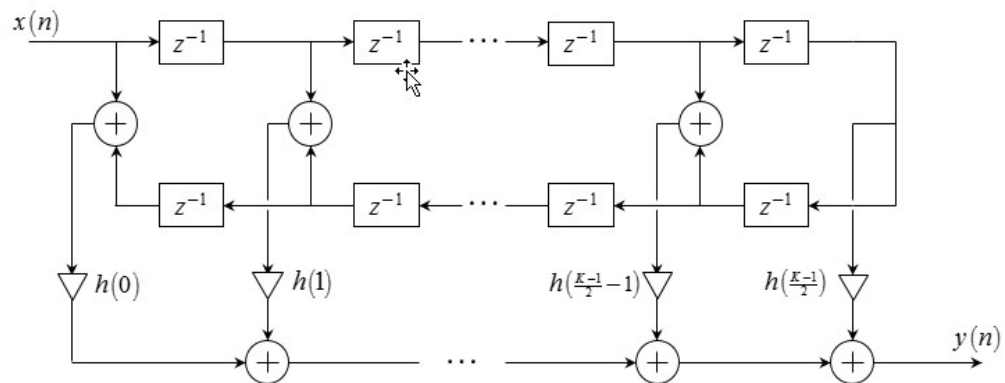 x(n)
z⁻¹ z⁻¹ ⋯ z⁻¹ z⁻¹
+ + +
z⁻¹ z⁻¹ ⋯ z⁻¹ z⁻¹
h(0) h(1) h((K−1)/2 −1) h((K−1)/2)
y(n)
+ ⋯ + +